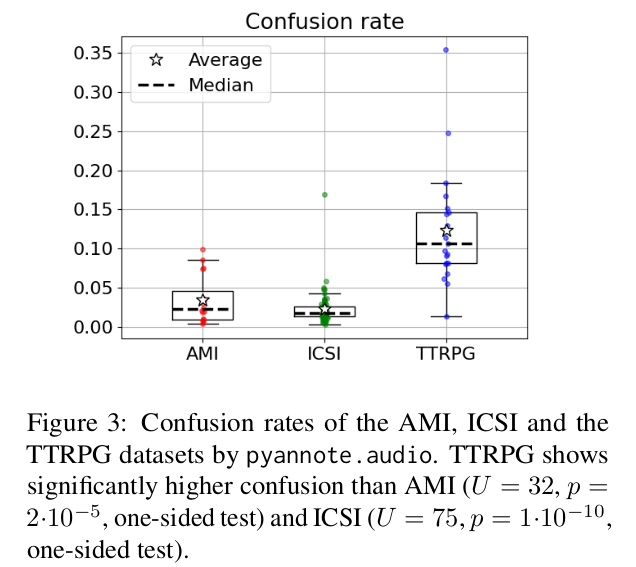 Confusion rate
0.35
0.30
0.25
0.20
0.15
0.10
0.05
0.00
Average
Median
AMI
ICSI
TTRPG
Figure 3: Confusion rates of the AMI, ICSI and the
TTRPG datasets by pyannote.audio. TTRPG shows
significantly higher confusion than AMI (U = 32, p =
2·10⁻⁵, one-sided test) and ICSI (U = 75, p = 1·10⁻¹⁰,
one-sided test).